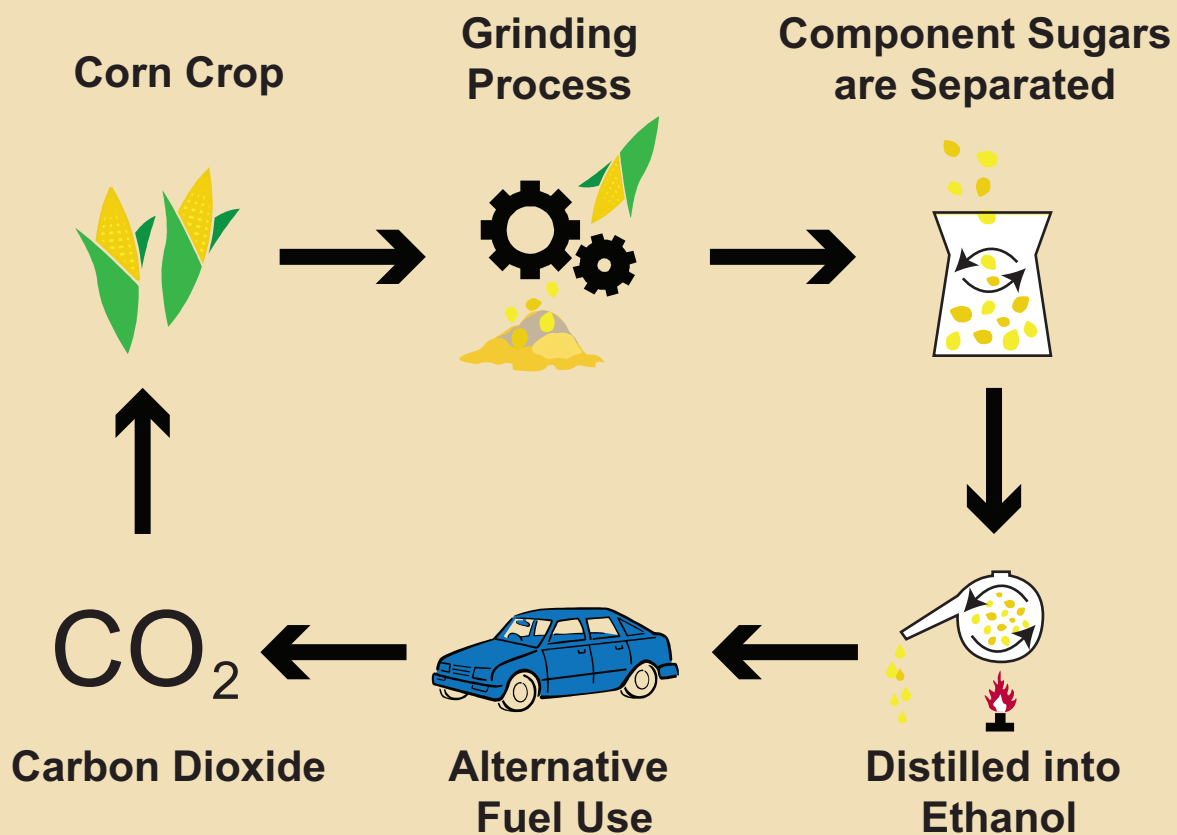 Corn Crop
Grinding
Process
Component Sugars
are Separated
CO₂
Carbon Dioxide
Alternative
Fuel Use
Distilled into
Ethanol